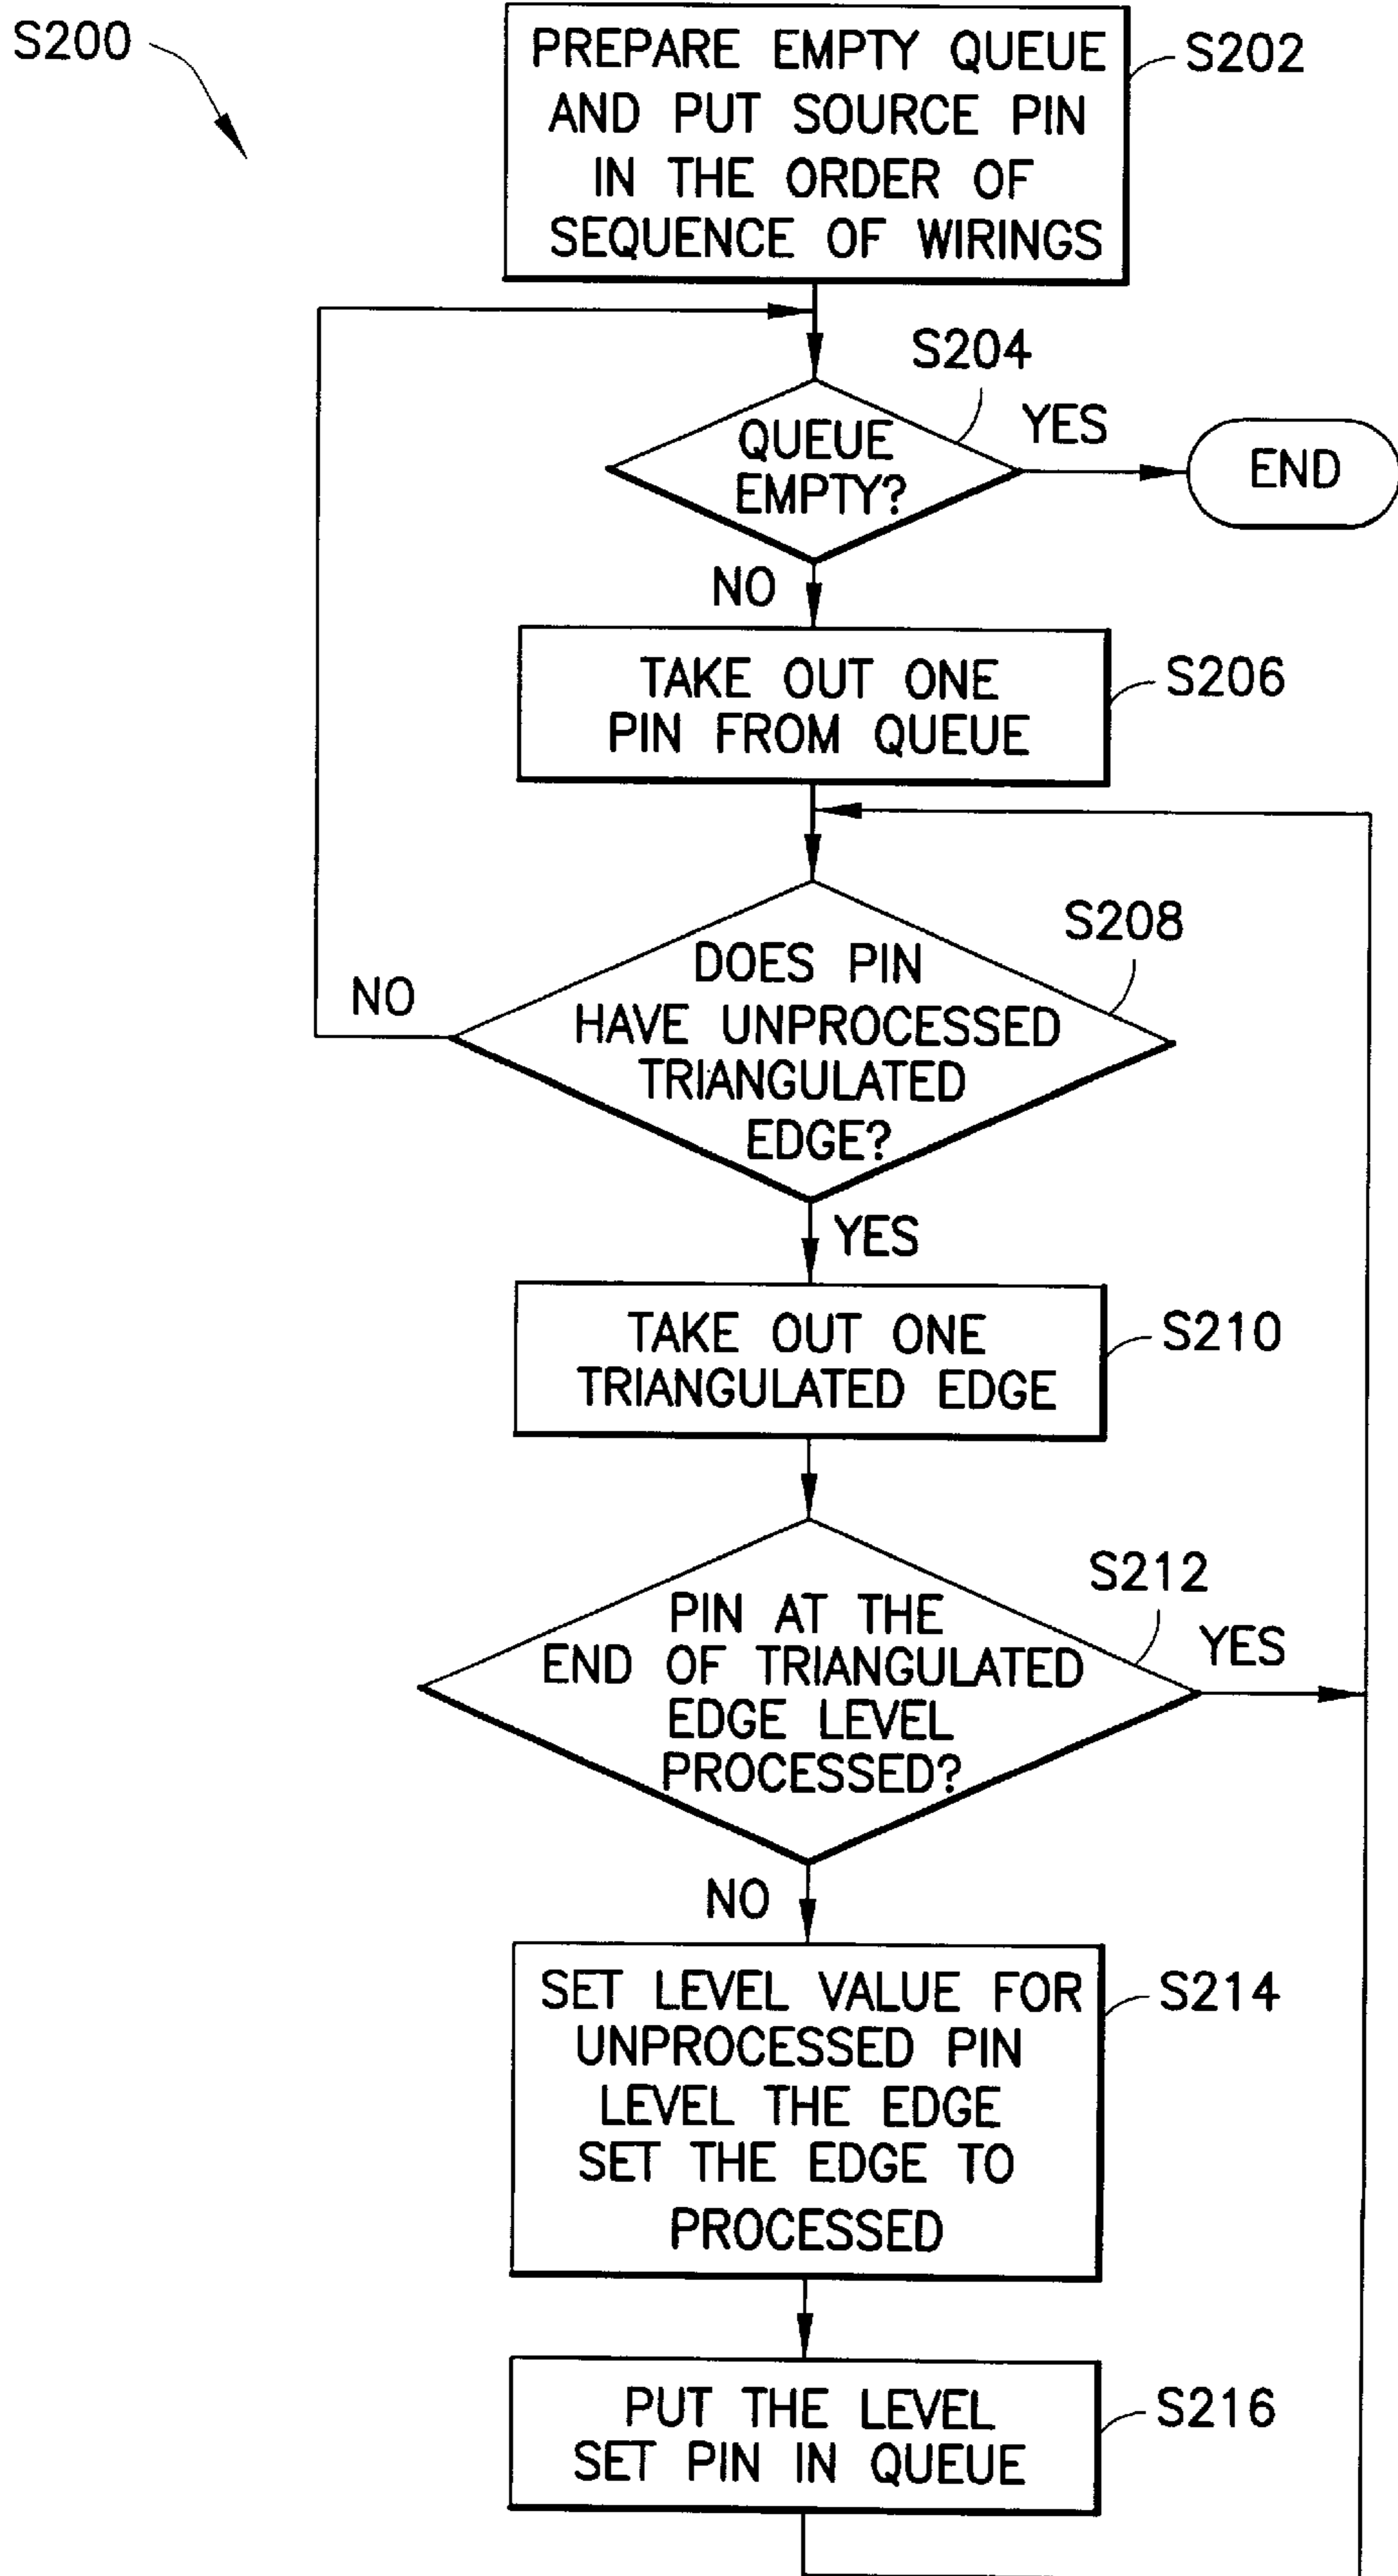 S200
PREPARE EMPTY QUEUE
AND PUT SOURCE PIN
IN THE ORDER OF
SEQUENCE OF WIRINGS
S202
S204
QUEUE
EMPTY?
YES
END
NO
TAKE OUT ONE
PIN FROM QUEUE
S206
S208
DOES PIN
HAVE UNPROCESSED
TRIANGULATED
EDGE?
NO
YES
TAKE OUT ONE
TRIANGULATED EDGE
S210
S212
PIN AT THE
END OF TRIANGULATED
EDGE LEVEL
PROCESSED?
YES
NO
SET LEVEL VALUE FOR
UNPROCESSED PIN
LEVEL THE EDGE
SET THE EDGE TO
PROCESSED
S214
PUT THE LEVEL
SET PIN IN QUEUE
S216